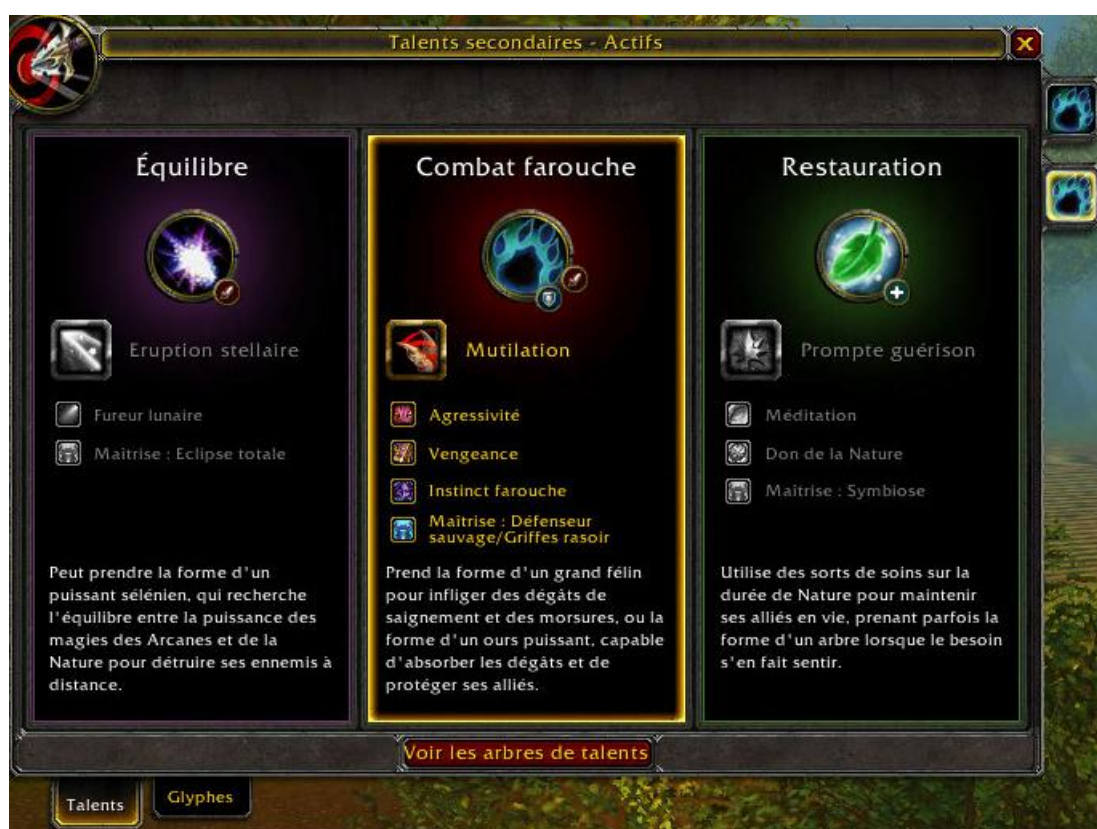 Talents secondaires - Actifs
Équilibre
Eruption stellaire
Fureur lunaire
Maîtrise : Eclipse totale
Peut prendre la forme d'un
puissant sélénien, qui recherche
l'équilibre entre la puissance des
magies des Arcanes et de la
Nature pour détruire ses ennemis à
distance.
Combat farouche
Mutilation
Agressivité
Vengeance
Instinct farouche
Maîtrise : Défenseur
sauvage/Griffes rasoir
Prend la forme d'un grand félin
pour infliger des dégâts de
saignement et des morsures, ou la
forme d'un ours puissant, capable
d'absorber les dégâts et de
protéger ses alliés.
Restauration
Prompte guérison
Méditation
Don de la Nature
Maîtrise : Symbiose
Utilise des sorts de soins sur la
durée de Nature pour maintenir
ses alliés en vie, prenant parfois la
forme d'un arbre lorsque le besoin
s'en fait sentir.
Voir les arbres de talents
Talents
Glyphes